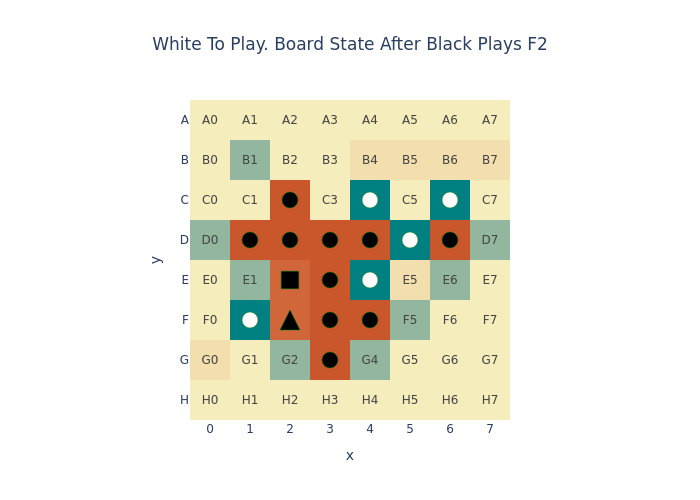 White To Play. Board State After Black Plays F2
A A0 A1 A2 A3 A4 A5 A6 A7
B B0 B1 B2 B3 B4 B5 B6 B7
C C0 C1 C3 C5 C7
D D0 D7
y
E E0 E1 E5 E6 E7
F F0 F5 F6 F7
G G0 G1 G2 G4 G5 G6 G7
H H0 H1 H2 H3 H4 H5 H6 H7
0 1 2 3 4 5 6 7
x